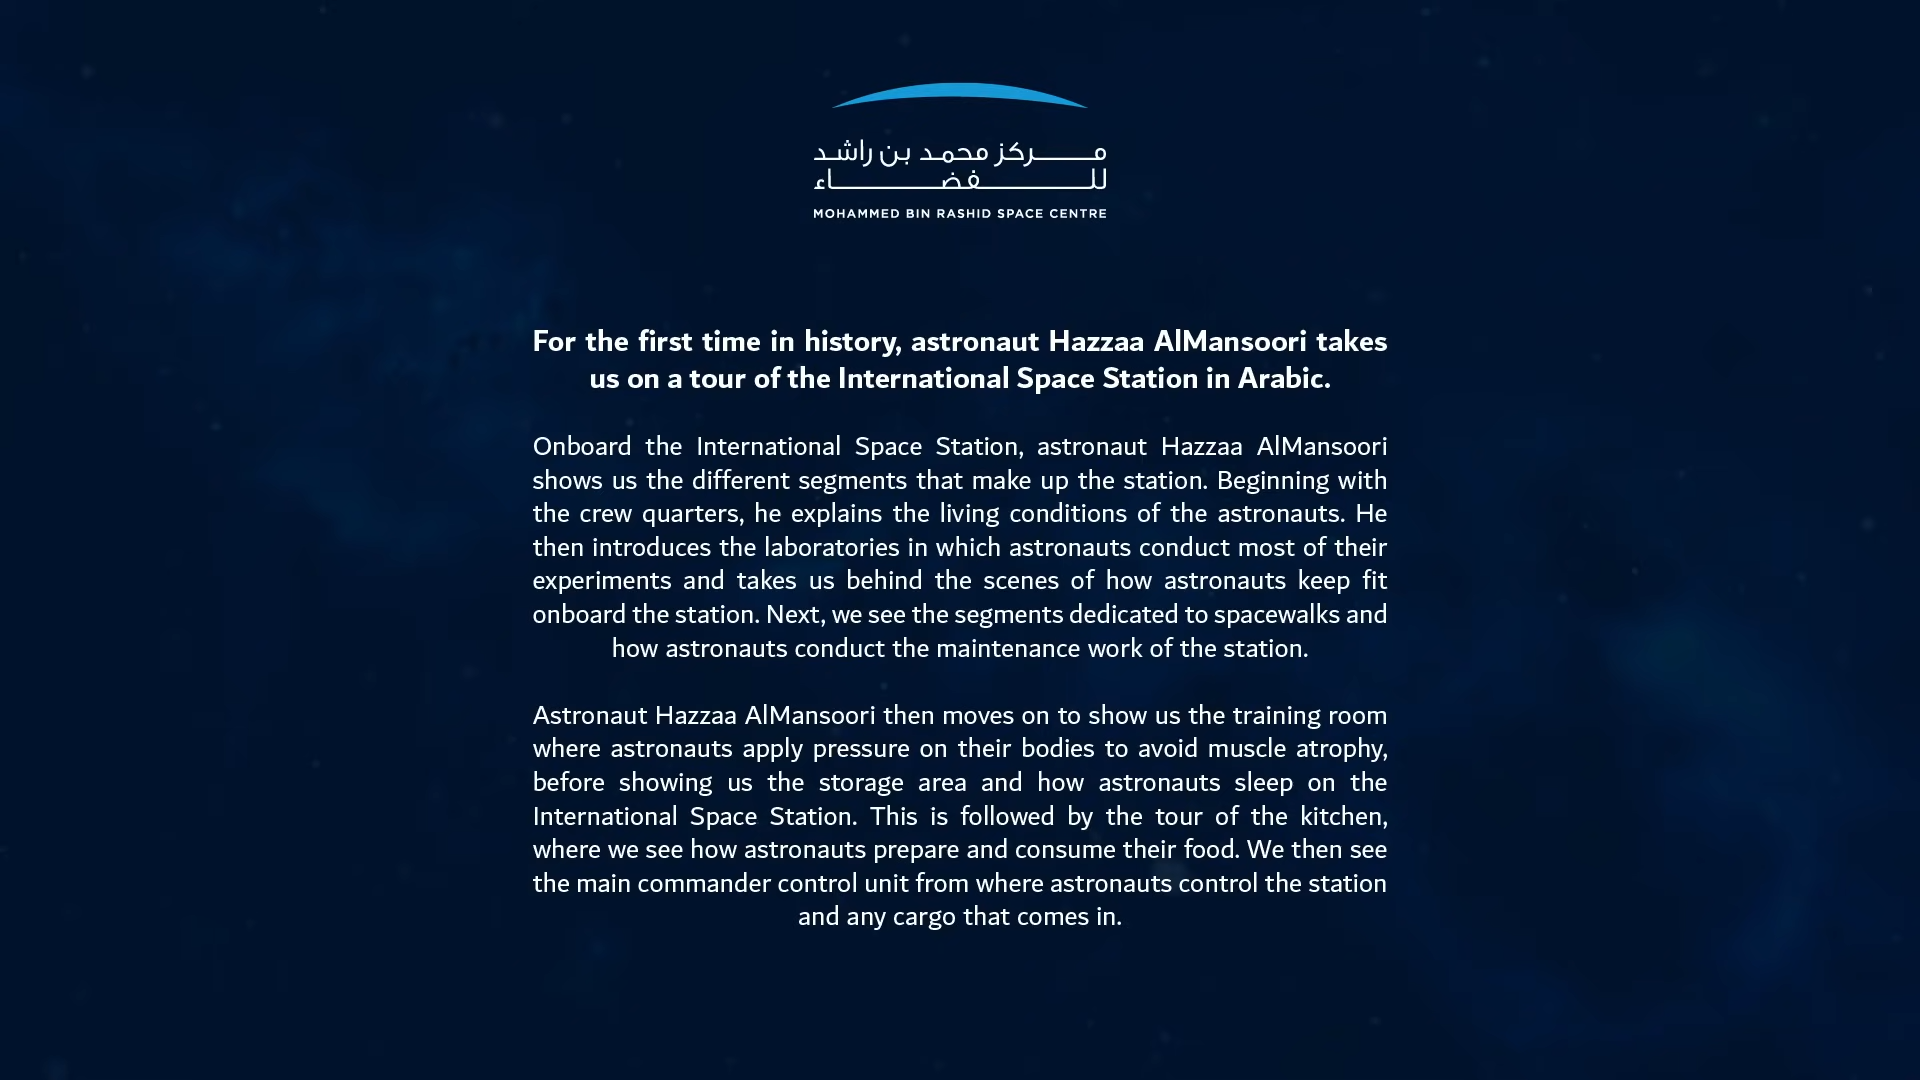 مركز محمد بن راشد
للفضاء
MOHAMMED BIN RASHID SPACE CENTRE
For the first time in history, astronaut Hazzaa AlMansoori takes
us on a tour of the International Space Station in Arabic.
Onboard the International Space Station, astronaut Hazzaa AlMansoori
shows us the different segments that make up the station. Beginning with
the crew quarters, he explains the living conditions of the astronauts. He
then introduces the laboratories in which astronauts conduct most of their
experiments and takes us behind the scenes of how astronauts keep fit
onboard the station. Next, we see the segments dedicated to spacewalks and
how astronauts conduct the maintenance work of the station.
Astronaut Hazzaa AlMansoori then moves on to show us the training room
where astronauts apply pressure on their bodies to avoid muscle atrophy,
before showing us the storage area and how astronauts sleep on the
International Space Station. This is followed by the tour of the kitchen,
where we see how astronauts prepare and consume their food. We then see
the main commander control unit from where astronauts control the station
and any cargo that comes in.